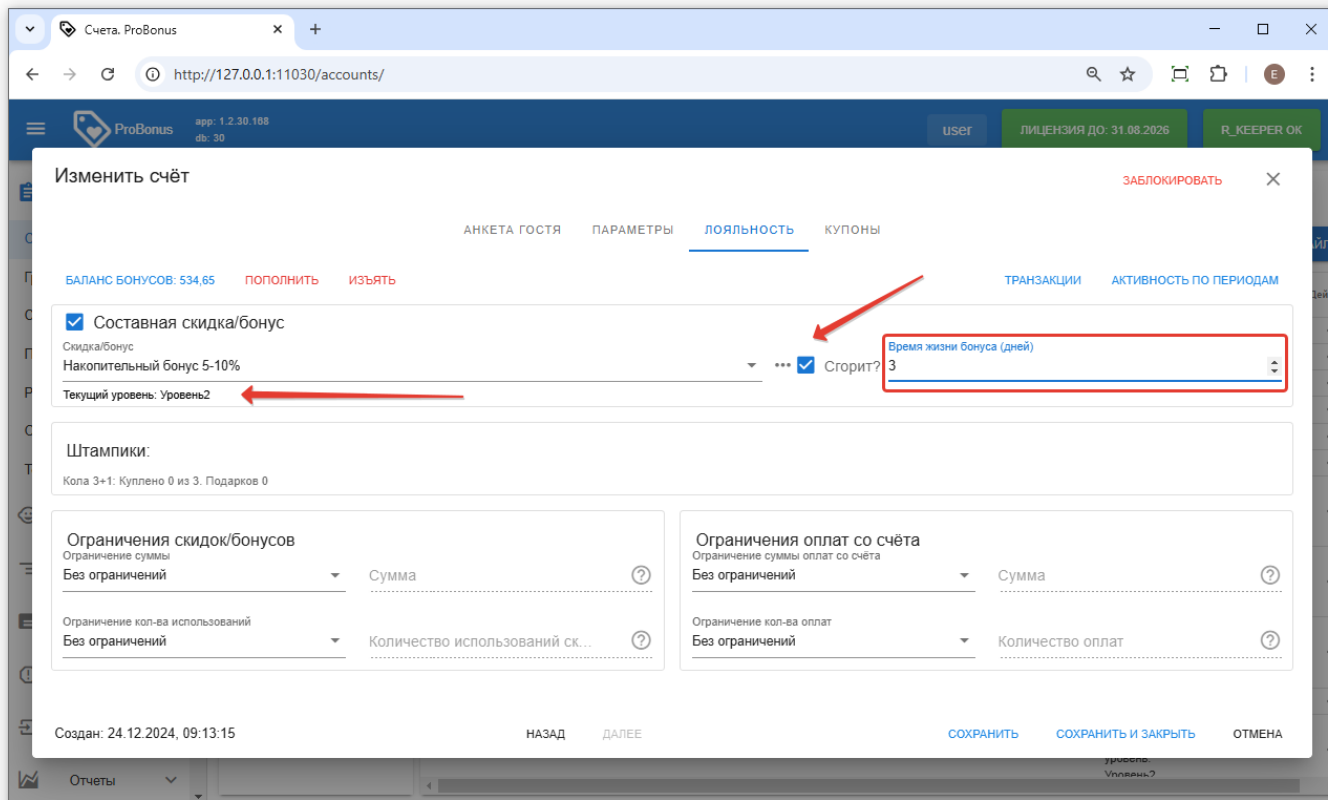 Счета. ProBonus
http://127.0.0.1:11030/accounts/
E
ProBonus
app: 1.2.30.168
db: 30
user
ЛИЦЕНЗИЯ ДО: 31.08.2026
R_KEEPER OK
Изменить счёт
ЗАБЛОКИРОВАТЬ
АНКЕТА ГОСТЯ ПАРАМЕТРЫ ЛОЯЛЬНОСТЬ КУПОНЫ
БАЛАНС БОНУСОВ: 534,65 ПОПОЛНИТЬ ИЗЪЯТЬ ТРАНЗАКЦИИ АКТИВНОСТЬ ПО ПЕРИОДАМ
Составная скидка/бонус
Скидка/бонус
Накопительный бонус 5-10%
Сгорит?
Время жизни бонуса (дней)
3
Текущий уровень: Уровень2
Штампики:
Кола 3+1: Куплено 0 из 3. Подарков 0
Ограничения скидок/бонусов
Ограничение суммы
Без ограничений
Сумма
Ограничение кол-ва использований
Без ограничений
Количество использований ск...
Ограничения оплат со счёта
Ограничение суммы оплат со счёта
Без ограничений
Сумма
Ограничение кол-ва оплат
Без ограничений
Количество оплат
Создан: 24.12.2024, 09:13:15
НАЗАД ДАЛЕЕ
СОХРАНИТЬ СОХРАНИТЬ И ЗАКРЫТЬ ОТМЕНА
Отчеты
уровень:
Уровень2